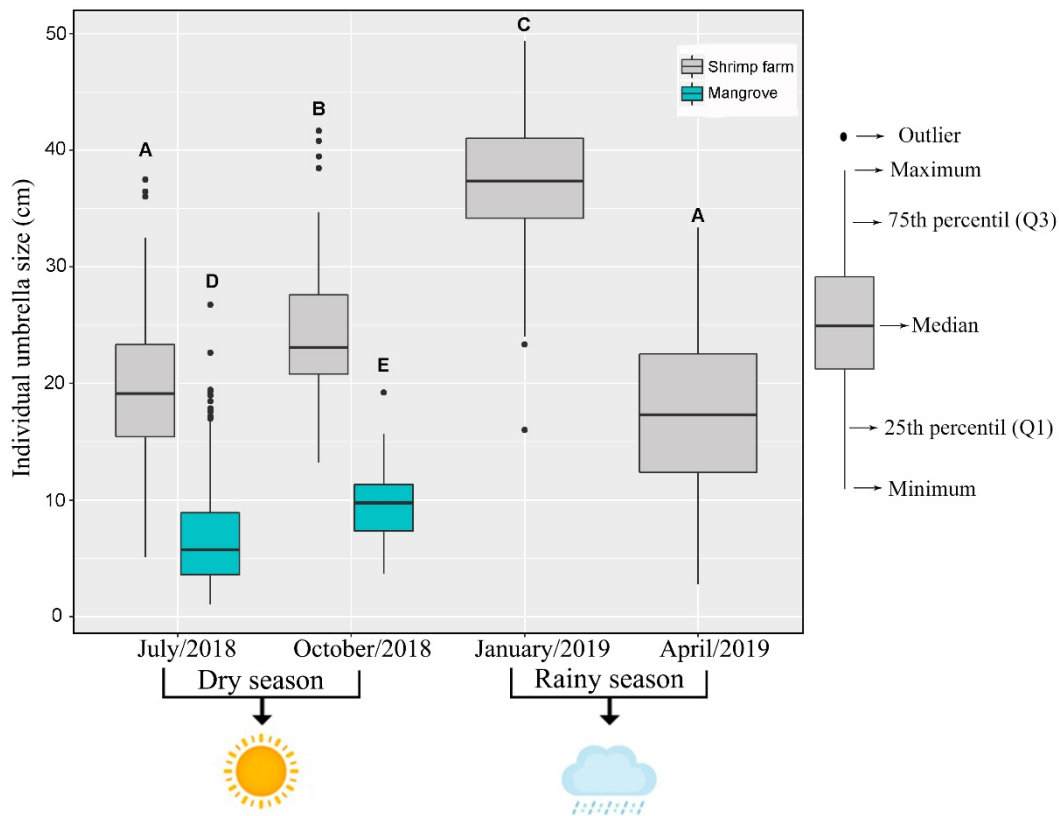 Individual umbrella size (cm)
50
40
30
20
10
0
A
D
B
E
C
A
Shrimp farm
Mangrove
July/2018
October/2018
January/2019
April/2019
Dry season
Rainy season
Outlier
Maximum
75th percentil (Q3)
Median
25th percentil (Q1)
Minimum